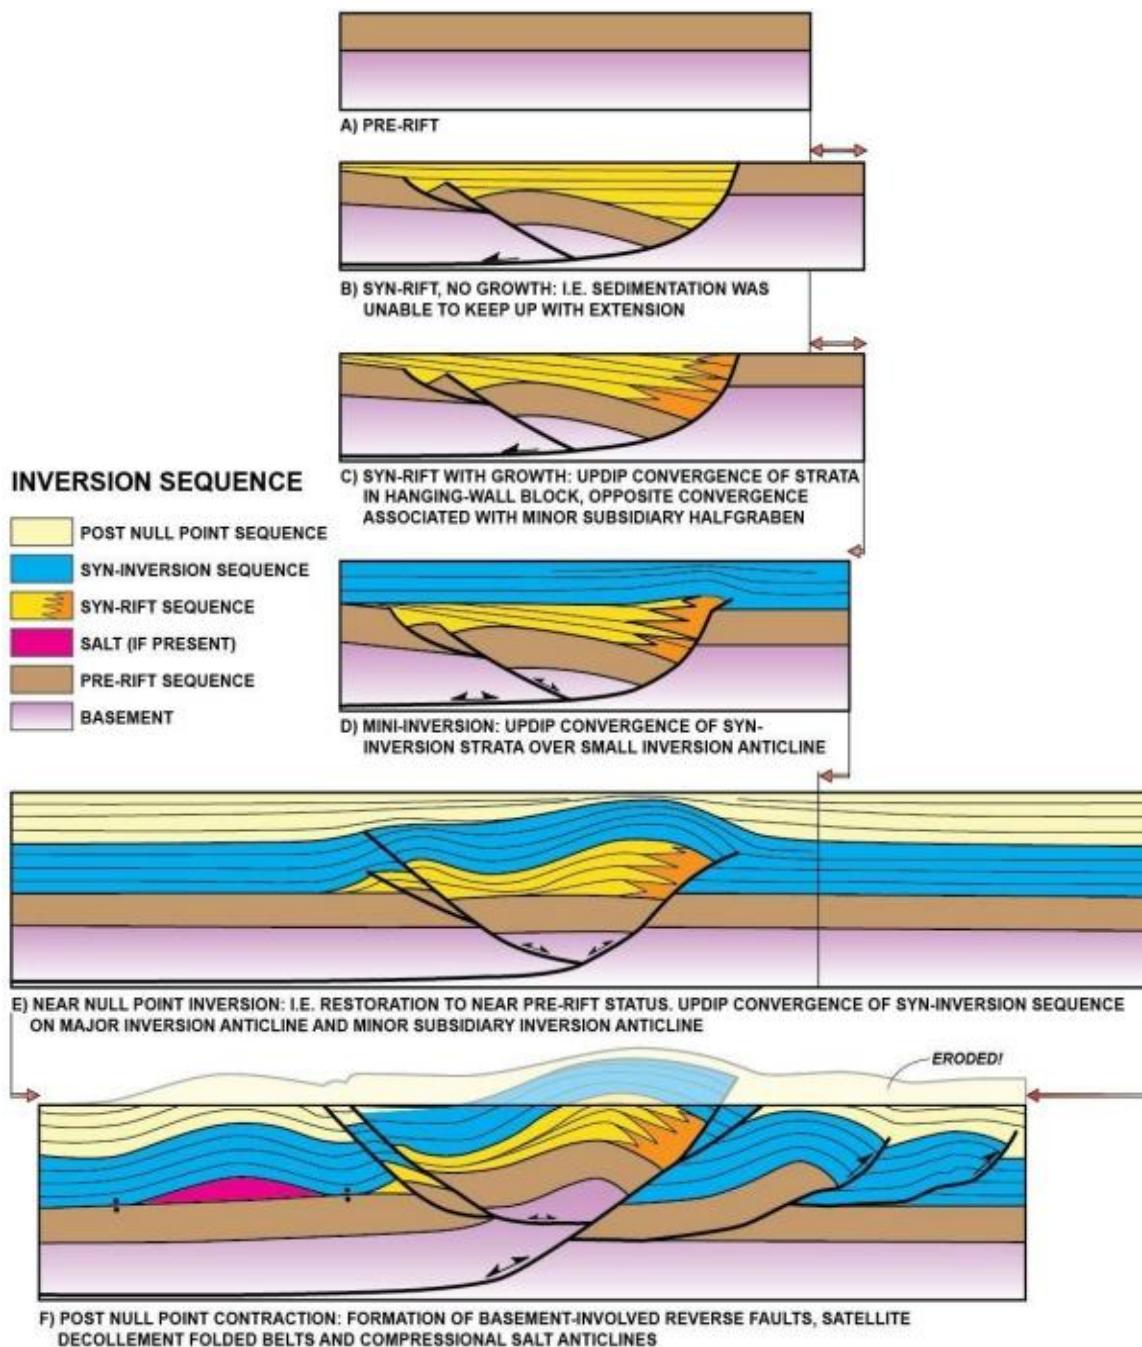 A) PRE-RIFT
B) SYN-RIFT, NO GROWTH: I.E. SEDIMENTATION WAS
UNABLE TO KEEP UP WITH EXTENSION
C) SYN-RIFT WITH GROWTH: UPDIP CONVERGENCE OF STRATA
IN HANGING-WALL BLOCK, OPPOSITE CONVERGENCE
ASSOCIATED WITH MINOR SUBSIDIARY HALFGRABEN
INVERSION SEQUENCE
POST NULL POINT SEQUENCE
SYN-INVERSION SEQUENCE
SYN-RIFT SEQUENCE
SALT (IF PRESENT)
PRE-RIFT SEQUENCE
BASEMENT
D) MINI-INVERSION: UPDIP CONVERGENCE OF SYN-
INVERSION STRATA OVER SMALL INVERSION ANTICLINE
E) NEAR NULL POINT INVERSION: I.E. RESTORATION TO NEAR PRE-RIFT STATUS. UPDIP CONVERGENCE OF SYN-INVERSION SEQUENCE
ON MAJOR INVERSION ANTICLINE AND MINOR SUBSIDIARY INVERSION ANTICLINE
ERODED!
F) POST NULL POINT CONTRACTION: FORMATION OF BASEMENT-INVOLVED REVERSE FAULTS, SATELLITE
DECOLLEMENT FOLDED BELTS AND COMPRESSIONAL SALT ANTICLINES